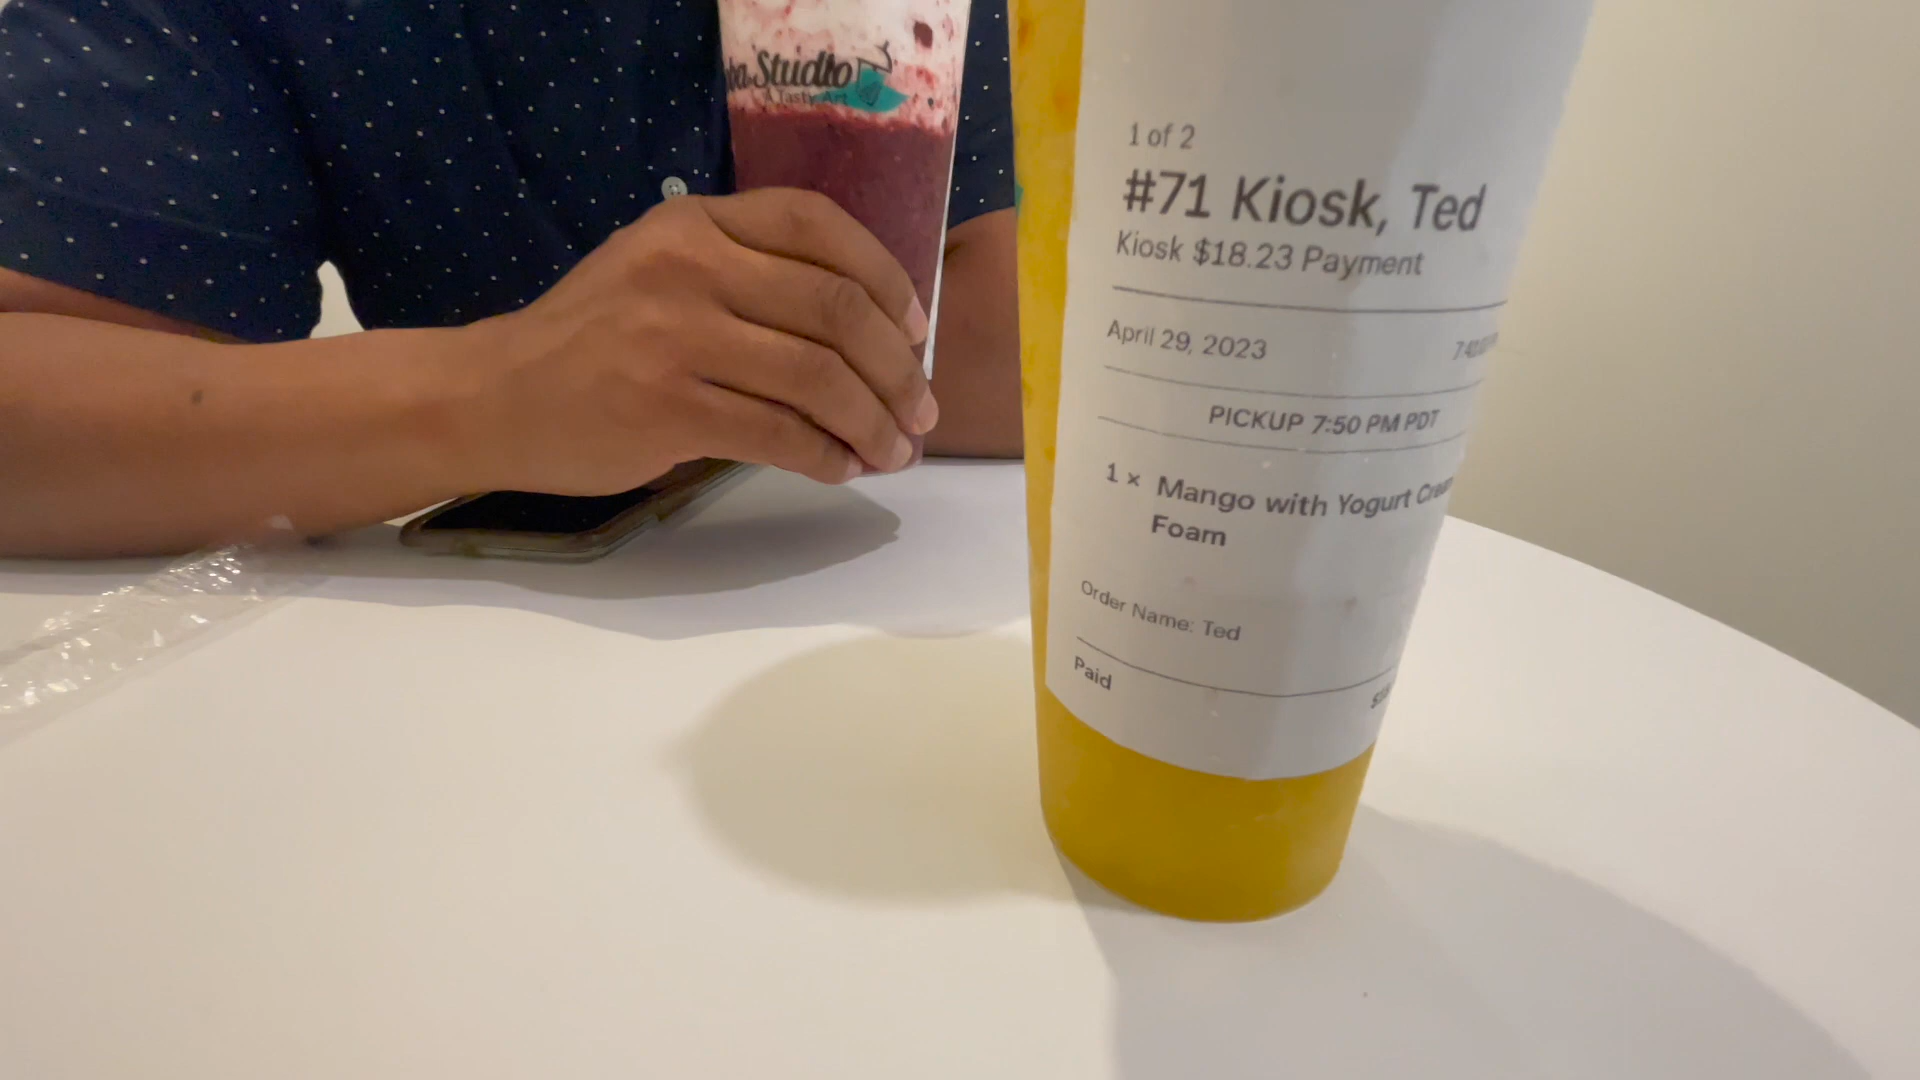 Studio
A Tasty Art
1 of 2
#71 Kiosk, Ted
Kiosk $18.23 Payment
April 29, 2023
PICKUP 7:50 PM PDT
1 × Mango with Yogurt Cream
Foam
Order Name: Ted
Paid